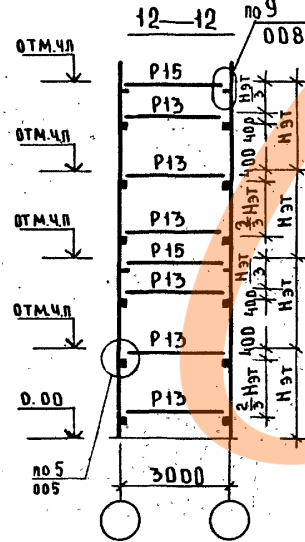 12—12
по 9
008
ОТМ.Ч.П
Р15
Нэт
3
Р13
400
ОТМ.Ч.П
Нэт
Р13
400
ОТМ.Ч.П
Р13
2/3 Нэт
Р15
Нэт
3
Нэт
Р13
400
ОТМ.Ч.П
Р13
400
0.00
Р13
2/3 Нэт
Нэт
по 5
005
3000